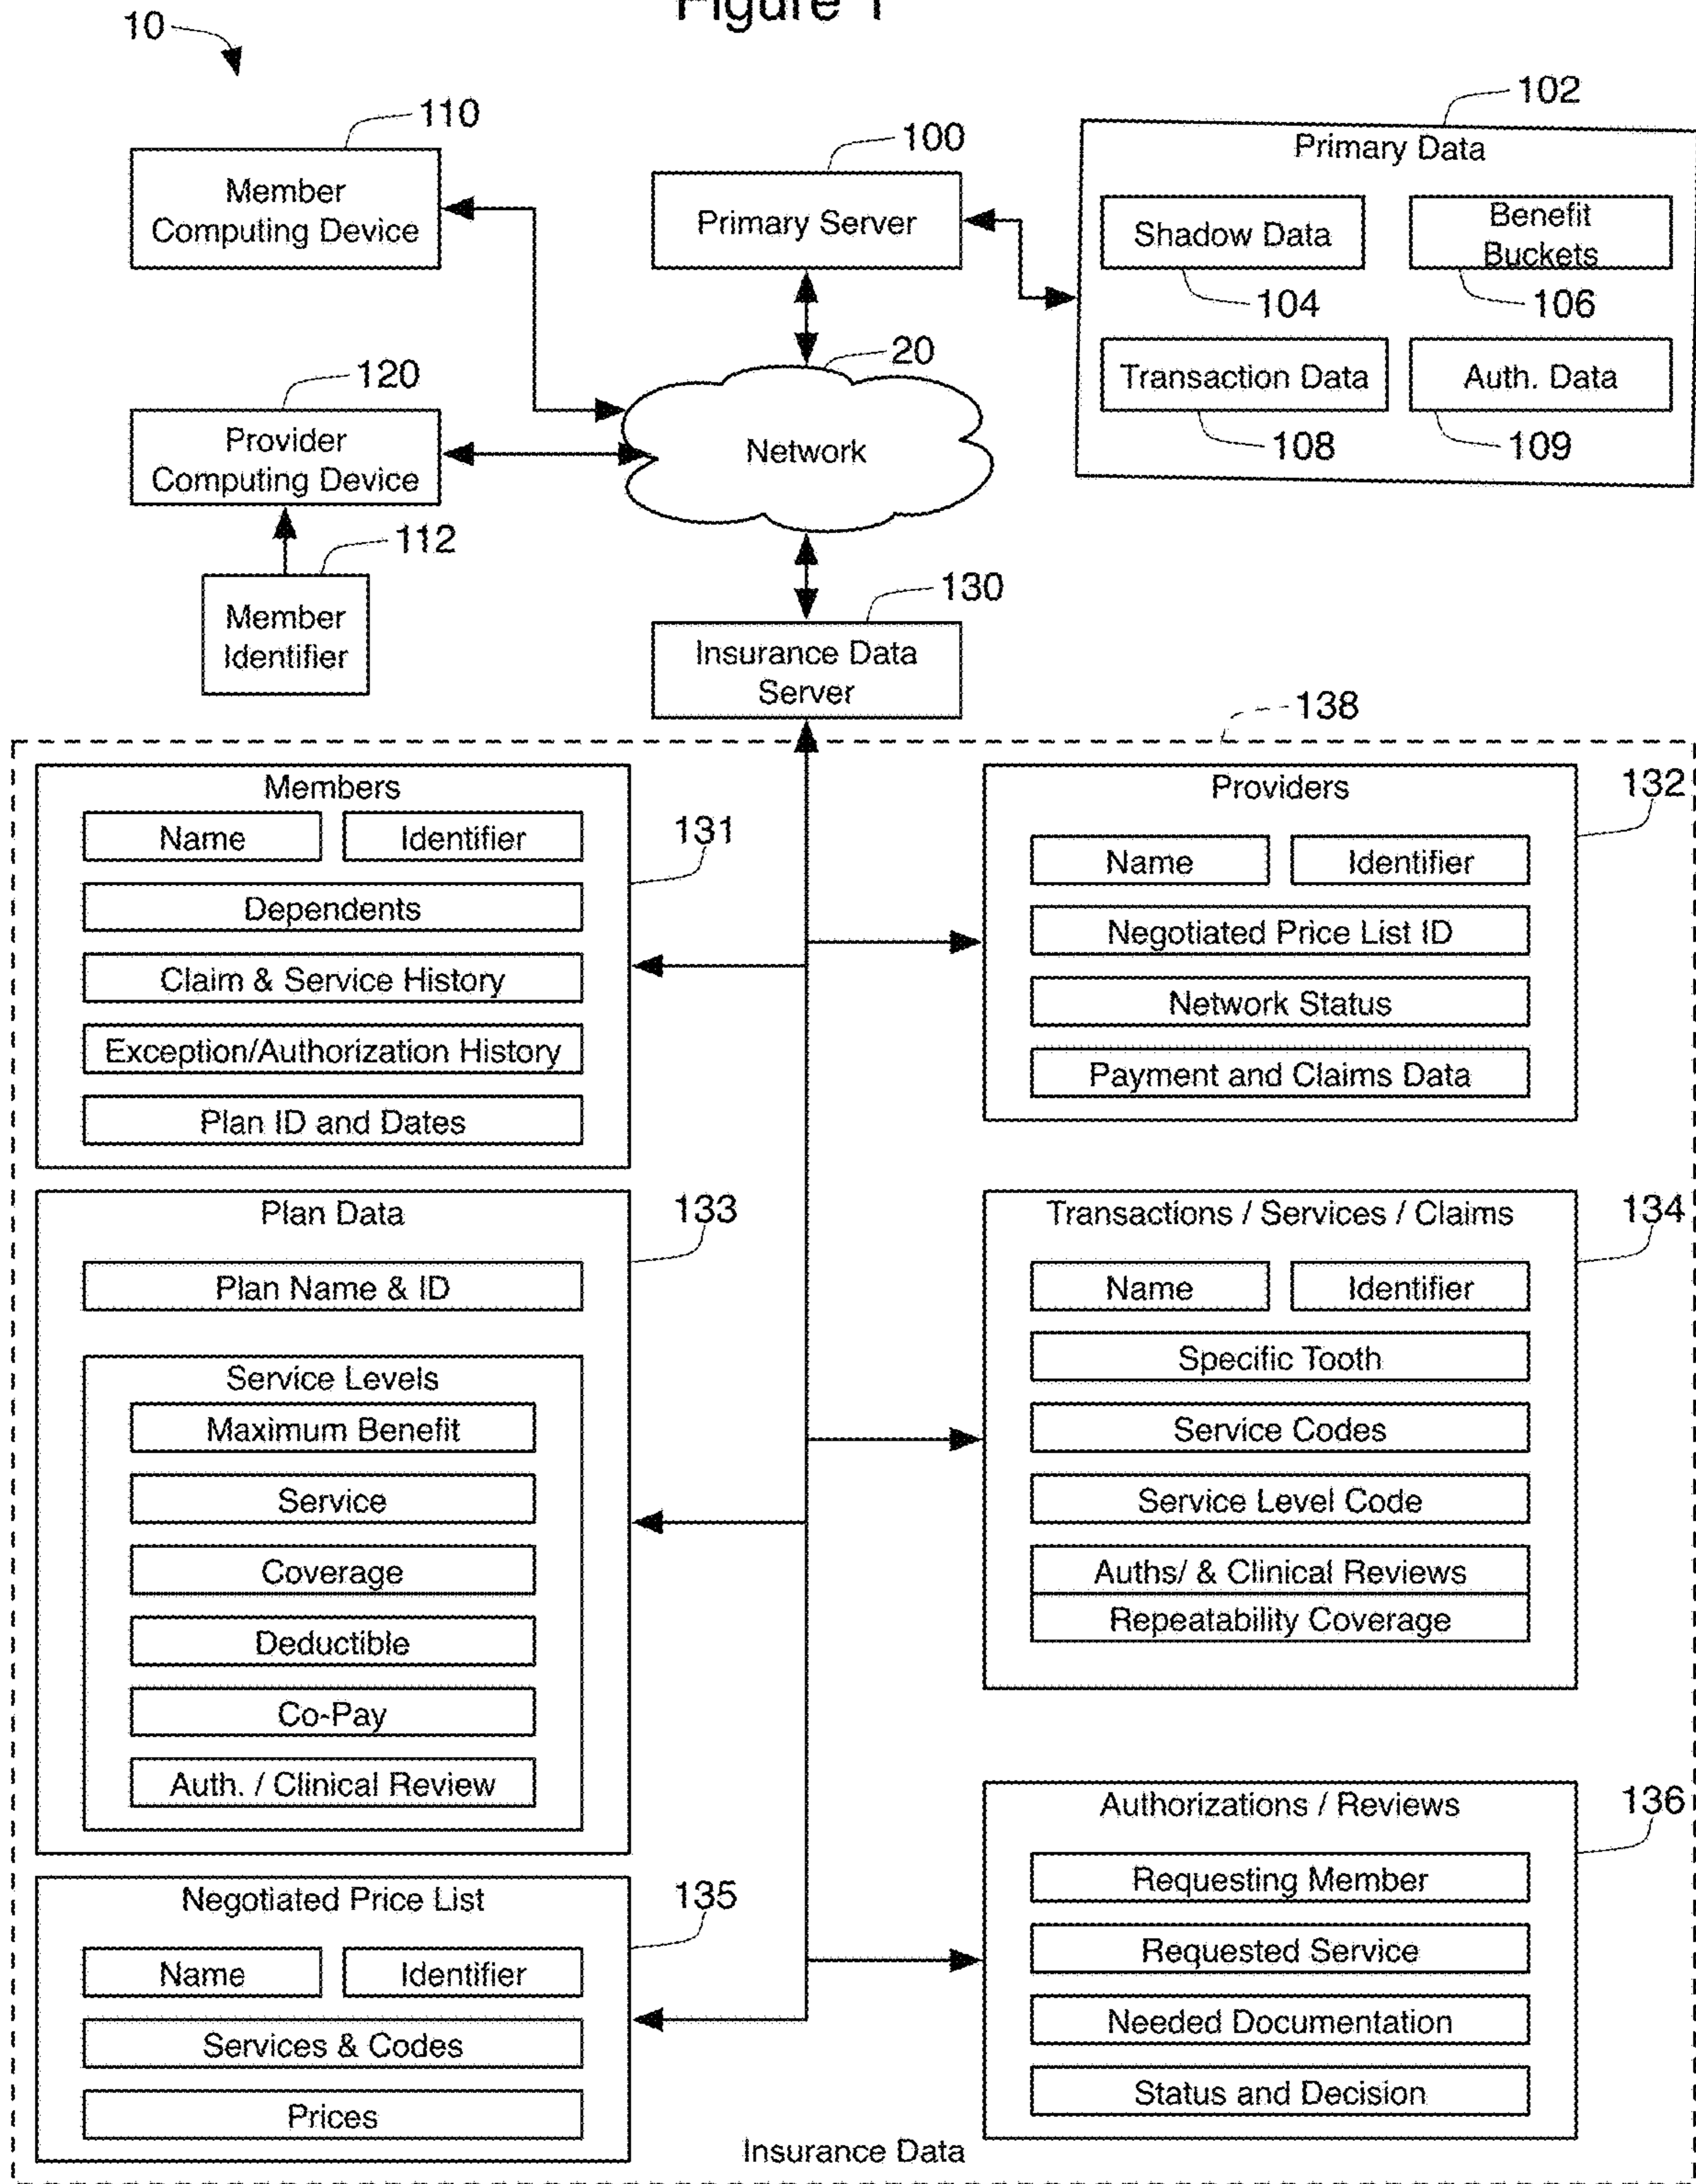 Figure 1
10
110
Member
Computing Device
100
Primary Server
102
Primary Data
Shadow Data
104
Benefit
Buckets
106
Transaction Data
108
Auth. Data
109
120
Provider
Computing Device
20
Network
112
Member
Identifier
130
Insurance Data
Server
138
Members
Name
Identifier
131
Dependents
Claim & Service History
Exception/Authorization History
Plan ID and Dates
Providers
132
Name
Identifier
Negotiated Price List ID
Network Status
Payment and Claims Data
Plan Data
133
Plan Name & ID
Service Levels
Maximum Benefit
Service
Coverage
Deductible
Co-Pay
Auth. / Clinical Review
Transactions / Services / Claims
134
Name
Identifier
Specific Tooth
Service Codes
Service Level Code
Auths/ & Clinical Reviews
Repeatability Coverage
Negotiated Price List
135
Name
Identifier
Services & Codes
Prices
Authorizations / Reviews
136
Requesting Member
Requested Service
Needed Documentation
Status and Decision
Insurance Data